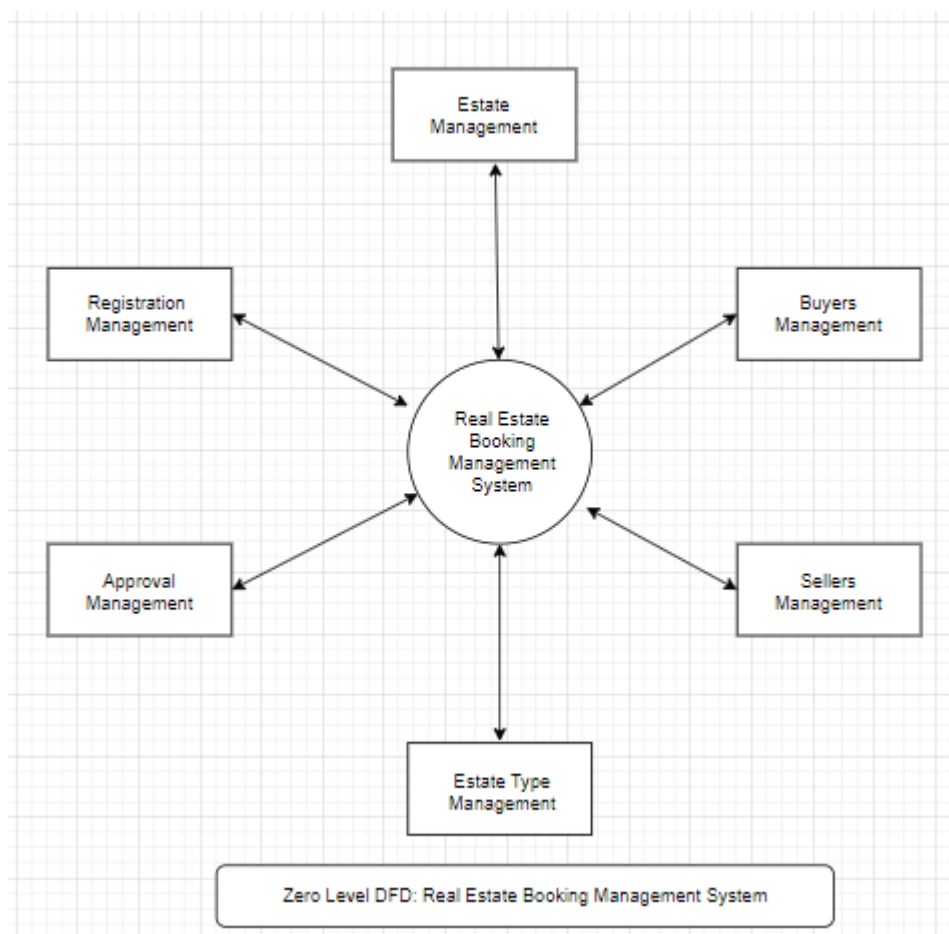 Estate
Management
Registration
Management
Buyers
Management
Real Estate
Booking
Management
System
Approval
Management
Sellers
Management
Estate Type
Management
Zero Level DFD: Real Estate Booking Management System